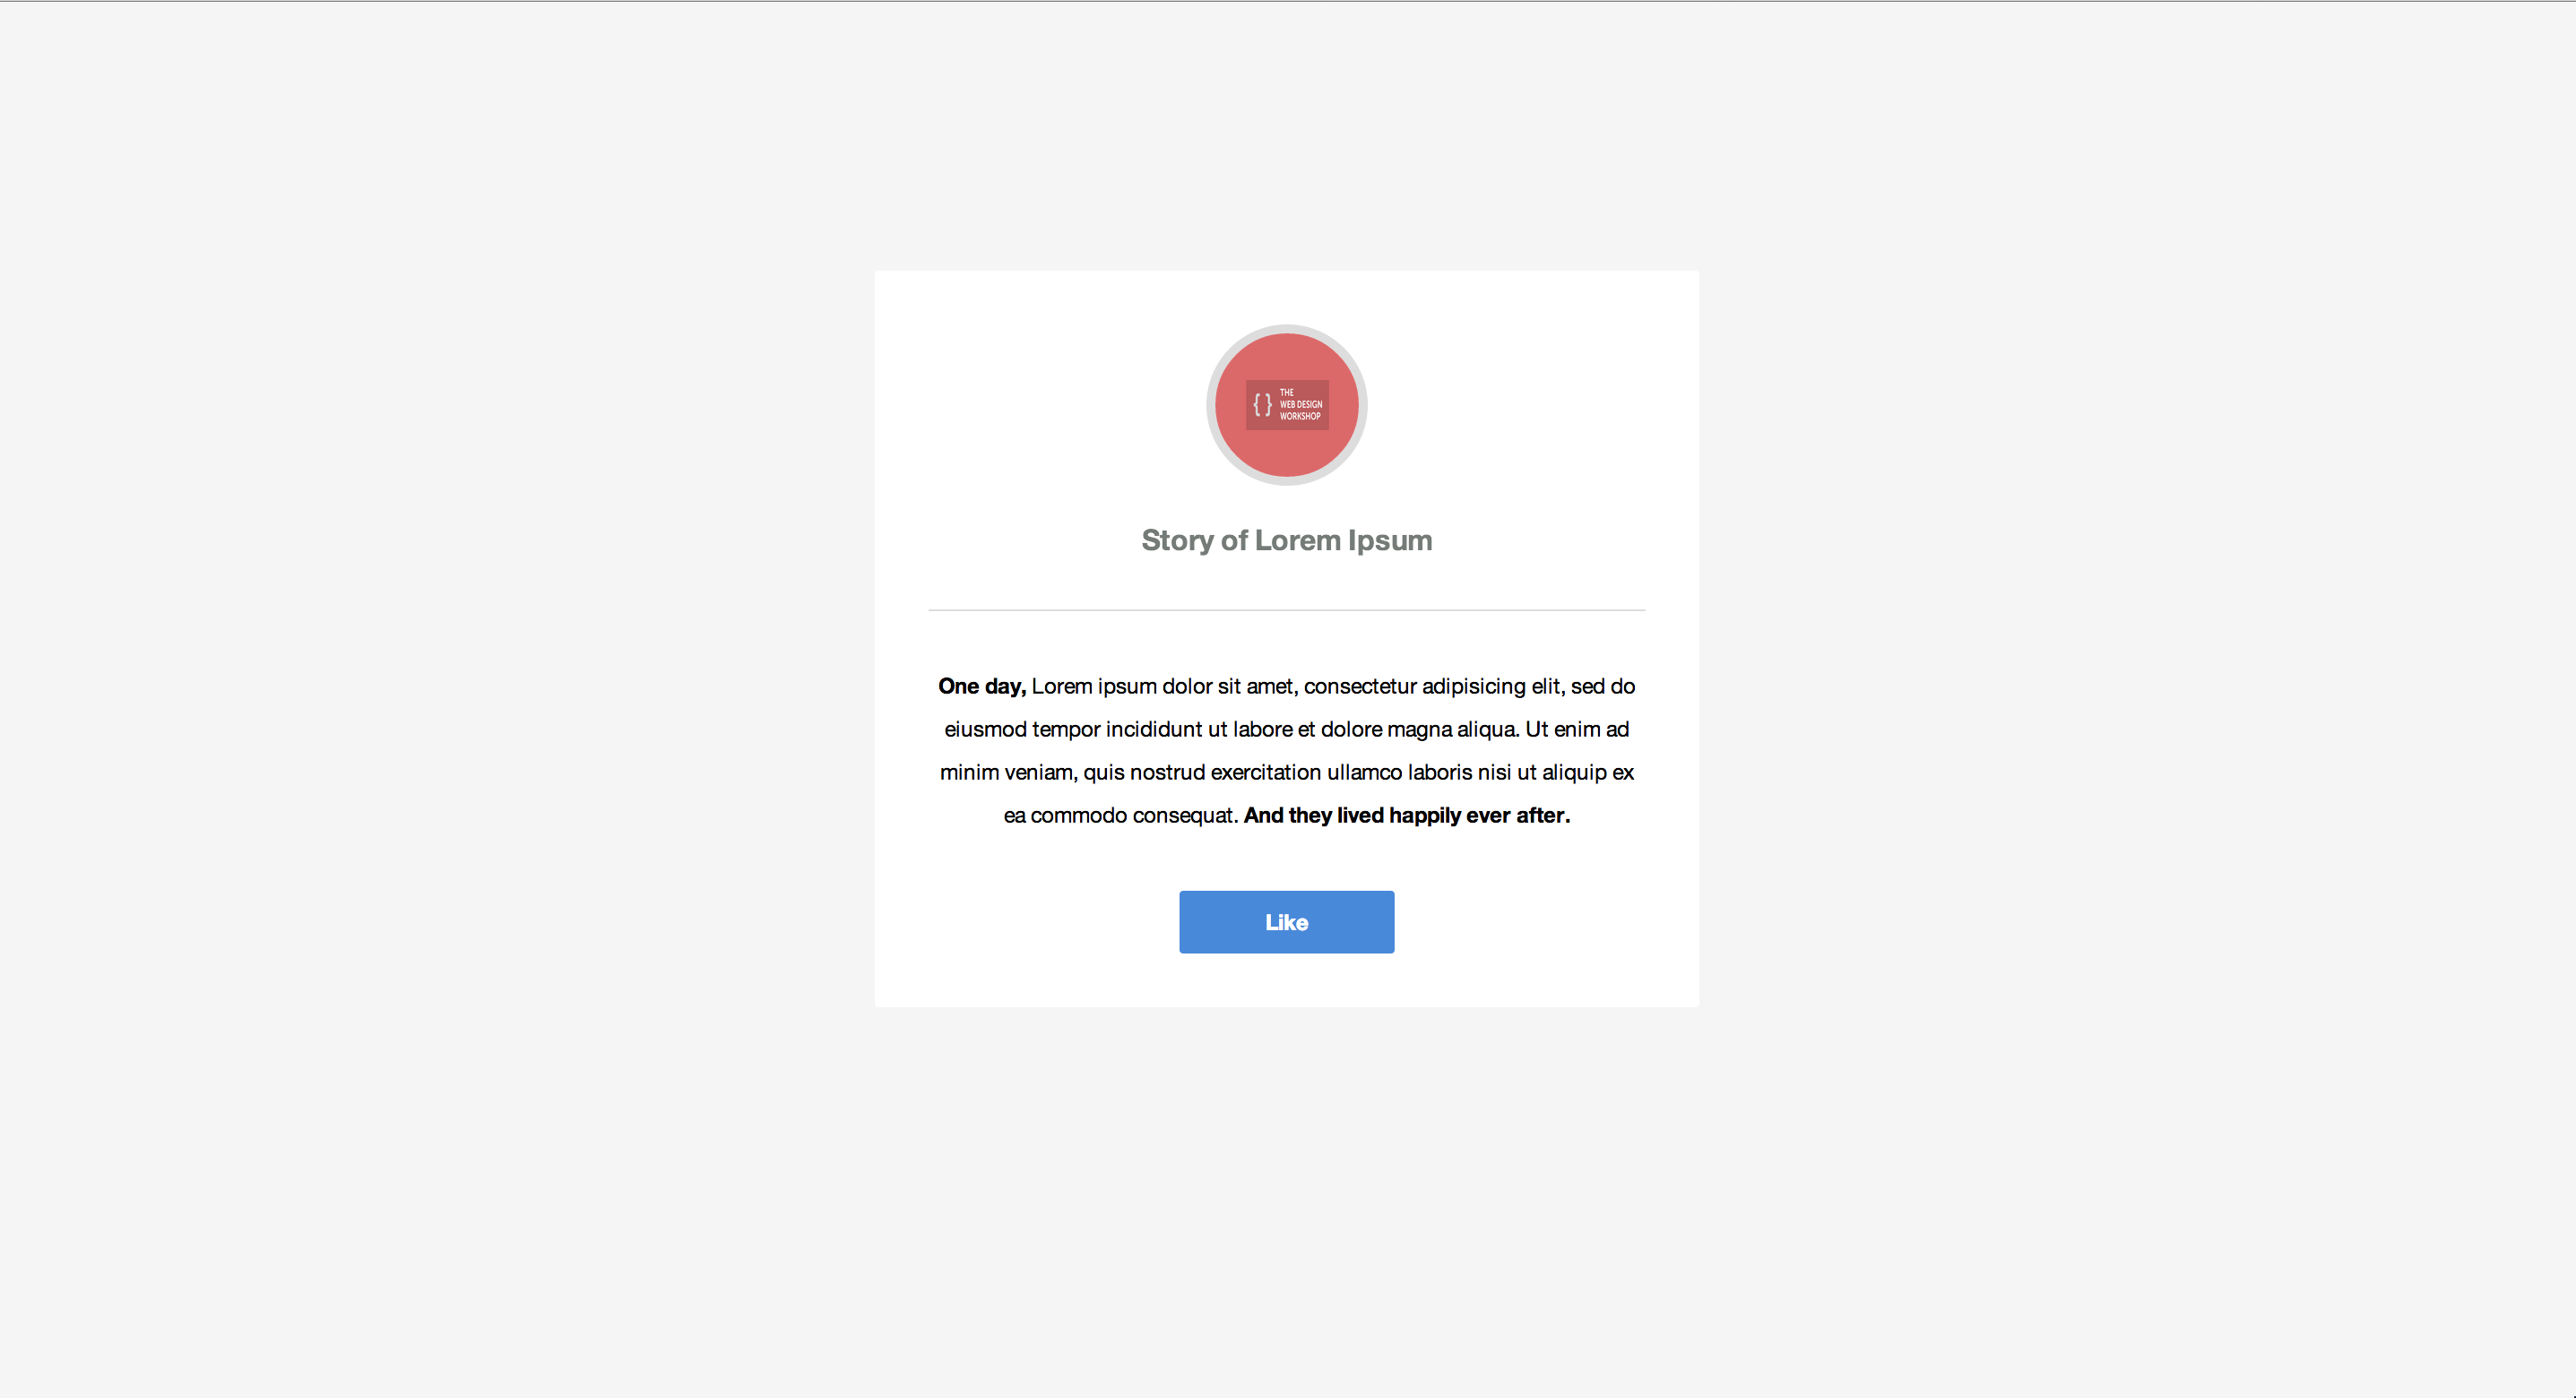 { } THE
WEB DESIGN
WORKSHOP
Story of Lorem Ipsum
One day, Lorem ipsum dolor sit amet, consectetur adipisicing elit, sed do
eiusmod tempor incididunt ut labore et dolore magna aliqua. Ut enim ad
minim veniam, quis nostrud exercitation ullamco laboris nisi ut aliquip ex
ea commodo consequat. And they lived happily ever after.
Like